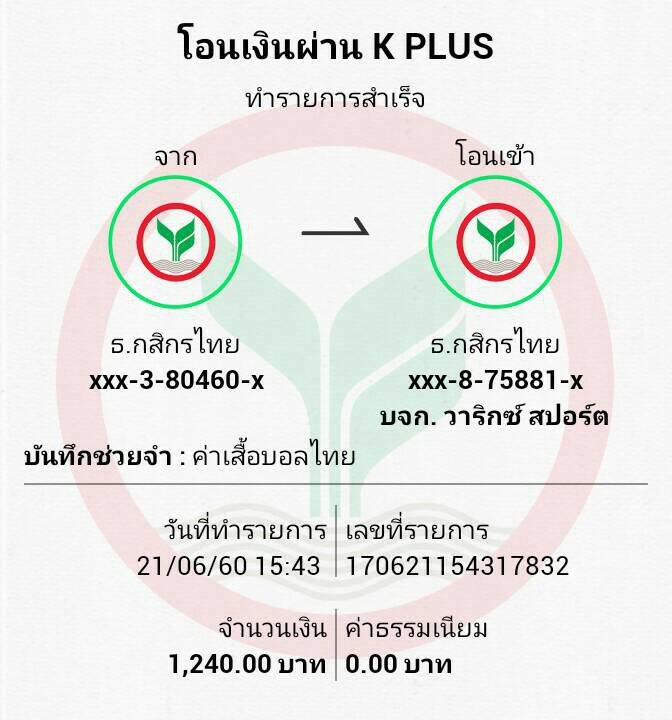 โอนเงินผ่าน K PLUS
ทำรายการสำเร็จ
จาก
โอนเข้า
ธ.กสิกรไทย
xxx-3-80460-x
ธ.กสิกรไทย
xxx-8-75881-x
บจก. วาริกซ์ สปอร์ต
บันทึกช่วยจำ : ค่าเสื้อบอลไทย
วันที่ทำรายการ
21/06/60 15:43
เลขที่รายการ
170621154317832
จำนวนเงิน
1,240.00 บาท
ค่าธรรมเนียม
0.00 บาท